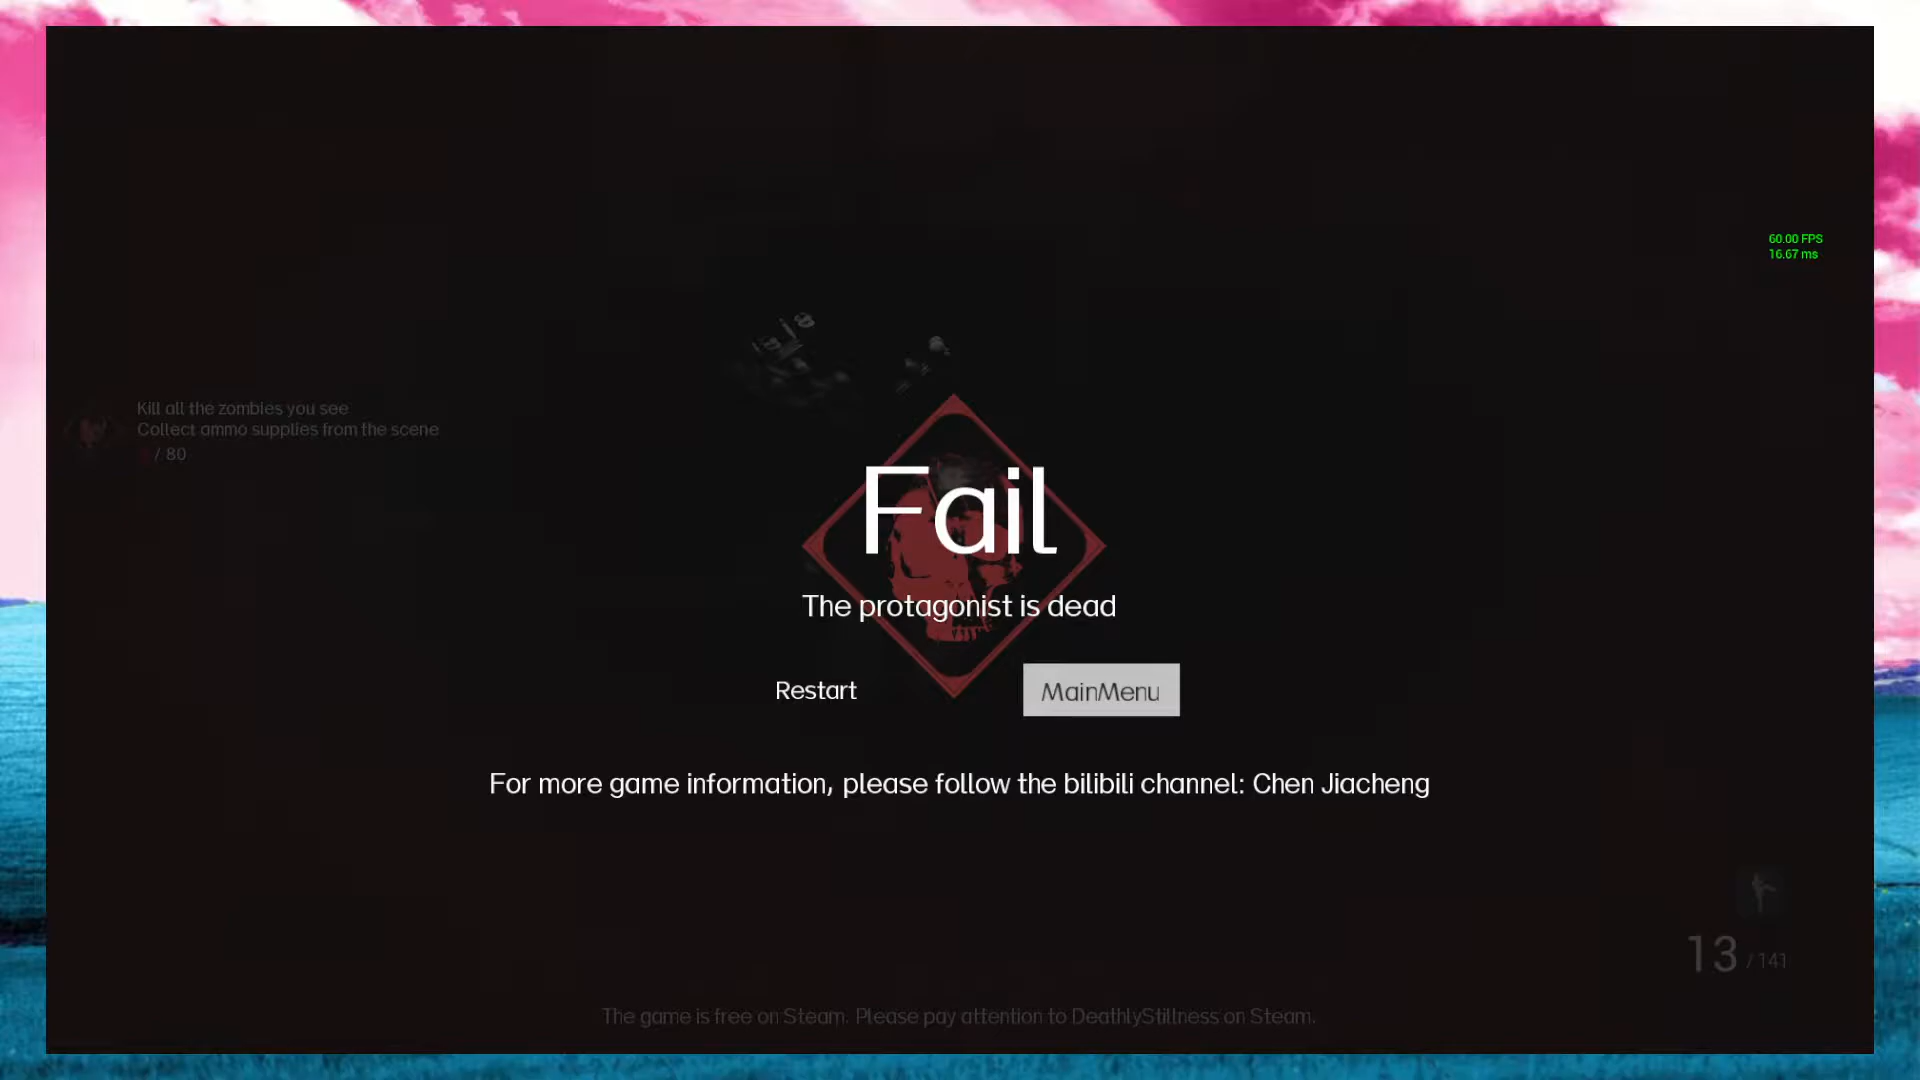 60.00 FPS
16.67 ms
Kill all the zombies you see
Collect ammo supplies from the scene
/ 80
Fail
The protagonist is dead
Restart
MainMenu
For more game information, please follow the bilibili channel: Chen Jiacheng
13 / 141
The game is free on Steam. Please pay attention to DeathlyStillness on Steam.